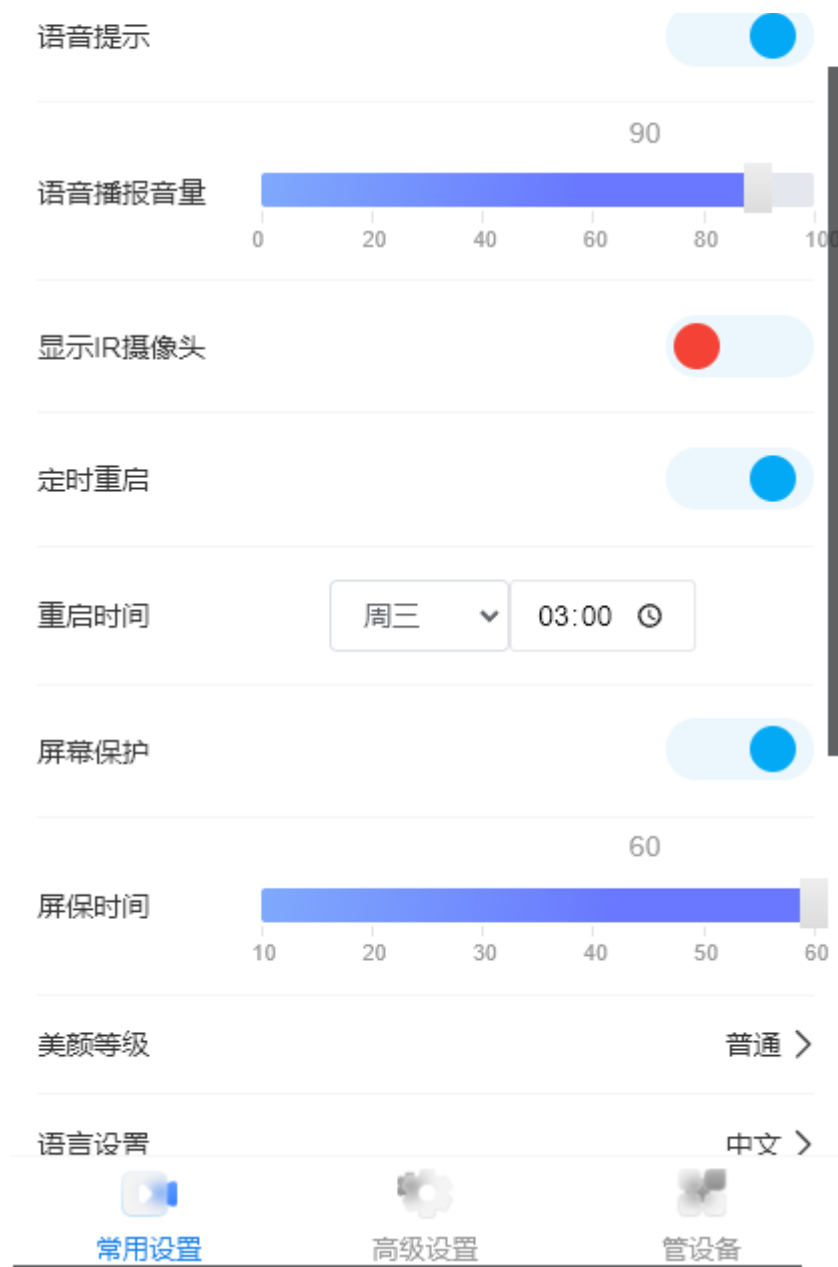 语音提示
90
语音播报音量
0 20 40 60 80 100
显示IR摄像头
定时重启
重启时间 周三 03:00
屏幕保护
60
屏保时间
10 20 30 40 50 60
美颜等级 普通
语言设置 中文
常用设置 高级设置 管设备